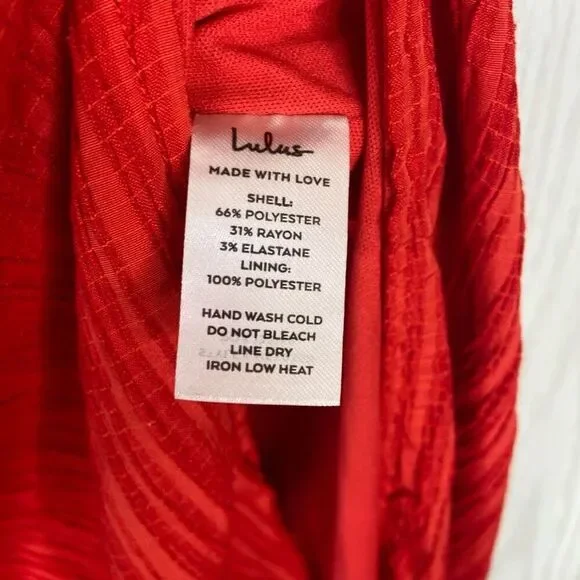 Lulus
MADE WITH LOVE
SHELL:
66% POLYESTER
31% RAYON
3% ELASTANE
LINING:
100% POLYESTER
HAND WASH COLD
DO NOT BLEACH
LINE DRY
IRON LOW HEAT